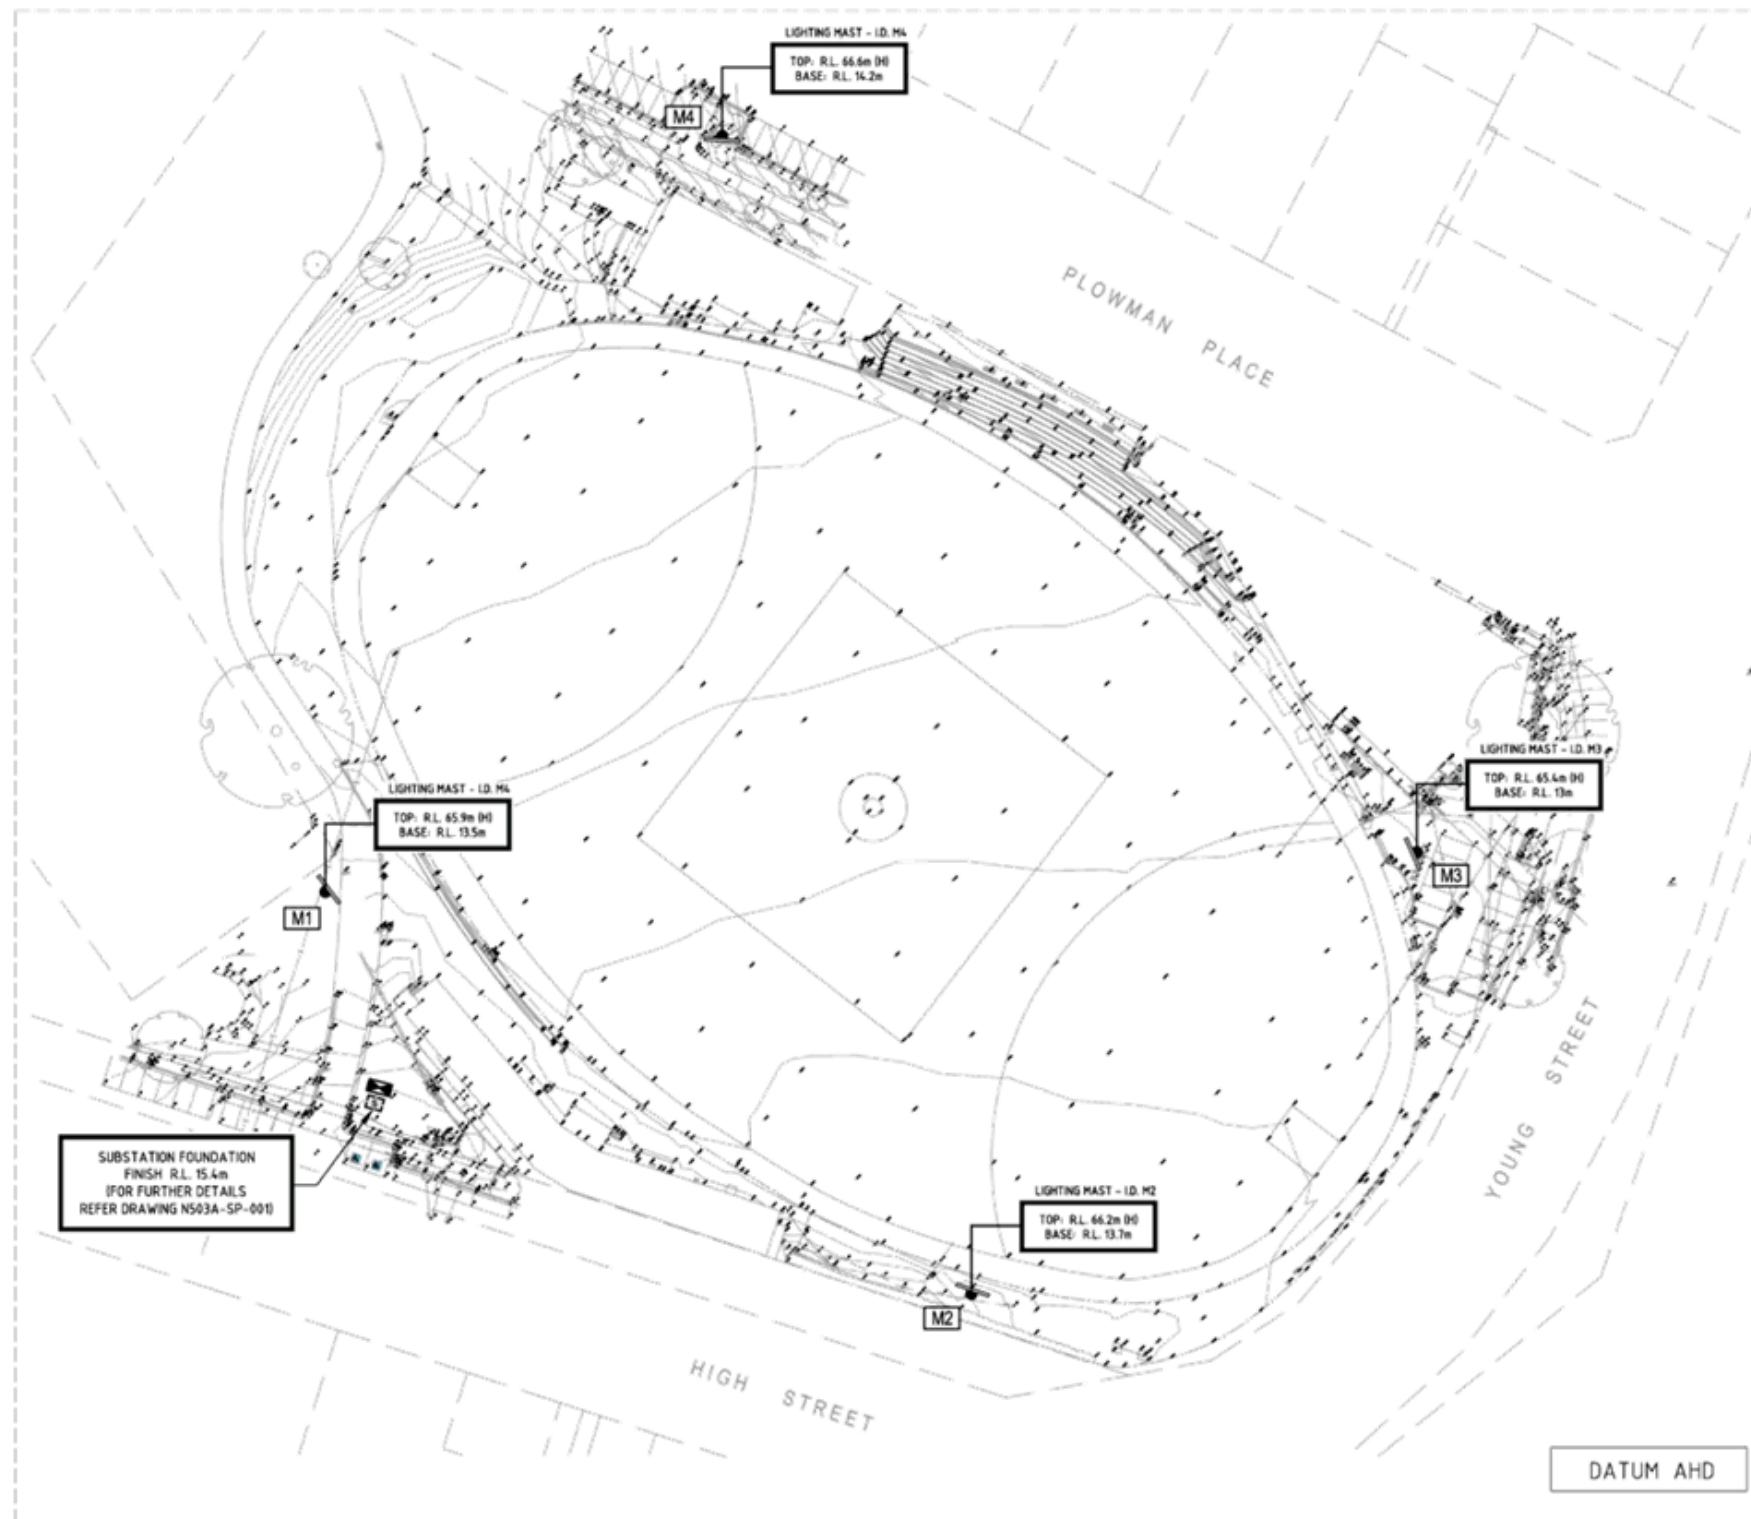 LIGHTING MAST - I.D. M4
TOP: R.L. 66.6m (H)
BASE: R.L. 14.2m
M4
PLOWMAN PLACE
LIGHTING MAST - I.D. M3
TOP: R.L. 65.4m (H)
BASE: R.L. 13m
M3
LIGHTING MAST - I.D. M4
TOP: R.L. 65.9m (H)
BASE: R.L. 13.5m
M1
YOUNG STREET
SUBSTATION FOUNDATION
FINISH R.L. 15.4m
(FOR FURTHER DETAILS
REFER DRAWING N503A-SP-001)
LIGHTING MAST - I.D. M2
TOP: R.L. 66.2m (H)
BASE: R.L. 13.7m
M2
HIGH STREET
DATUM AHD